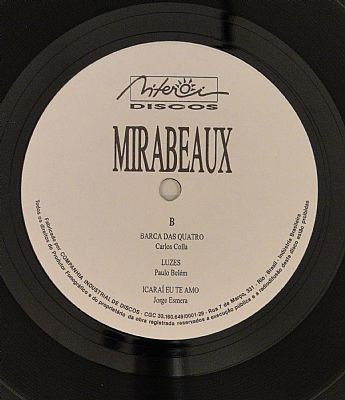 Niterói
DISCOS
MIRABEAUX
B
BARCA DAS QUATRO
Carlos Colla
LUZES
Paulo Belém
ICARAÍ EU TE AMO
Jorge Esmera
Fabricado por COMPANHIA INDUSTRIAL DE DISCOS - CGC 33.160.649/0001-29 - Rua 7 de Março, 331 - Rio - Brasil - Indústria Brasileira
Todos os direitos do Produtor Fonográfico e do proprietário da obra registrada reservados a execução pública e a radiodifusão deste disco estão proibidas